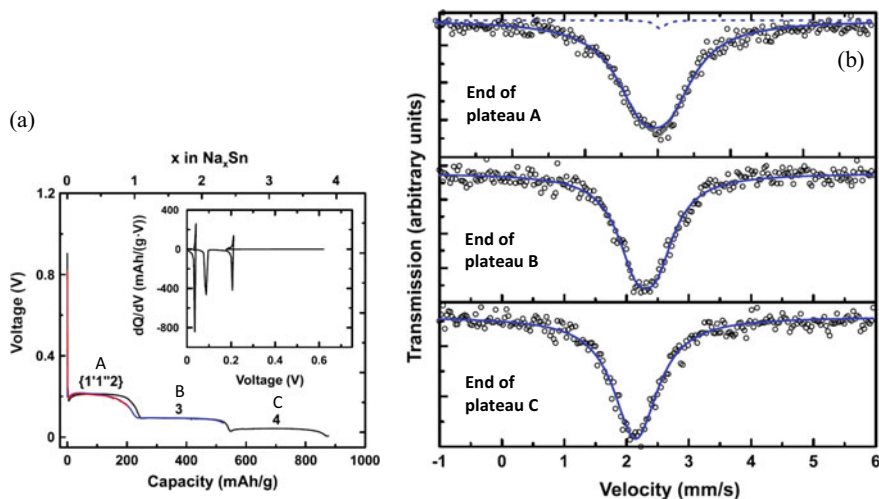 (a)
x in NaxSn
0 1 2 3 4
1.2
0.8
0.4
0
Voltage (V)
400
0
-400
-800
dQ/dV (mAh/(g·V))
0 0.2 0.4 0.6
Voltage (V)
A
{1'1"2}
B
3
C
4
0 200 400 600 800 1000
Capacity (mAh/g)
(b)
Transmission (arbitrary units)
End of
plateau A
End of
plateau B
End of
plateau C
-1 0 1 2 3 4 5 6
Velocity (mm/s)